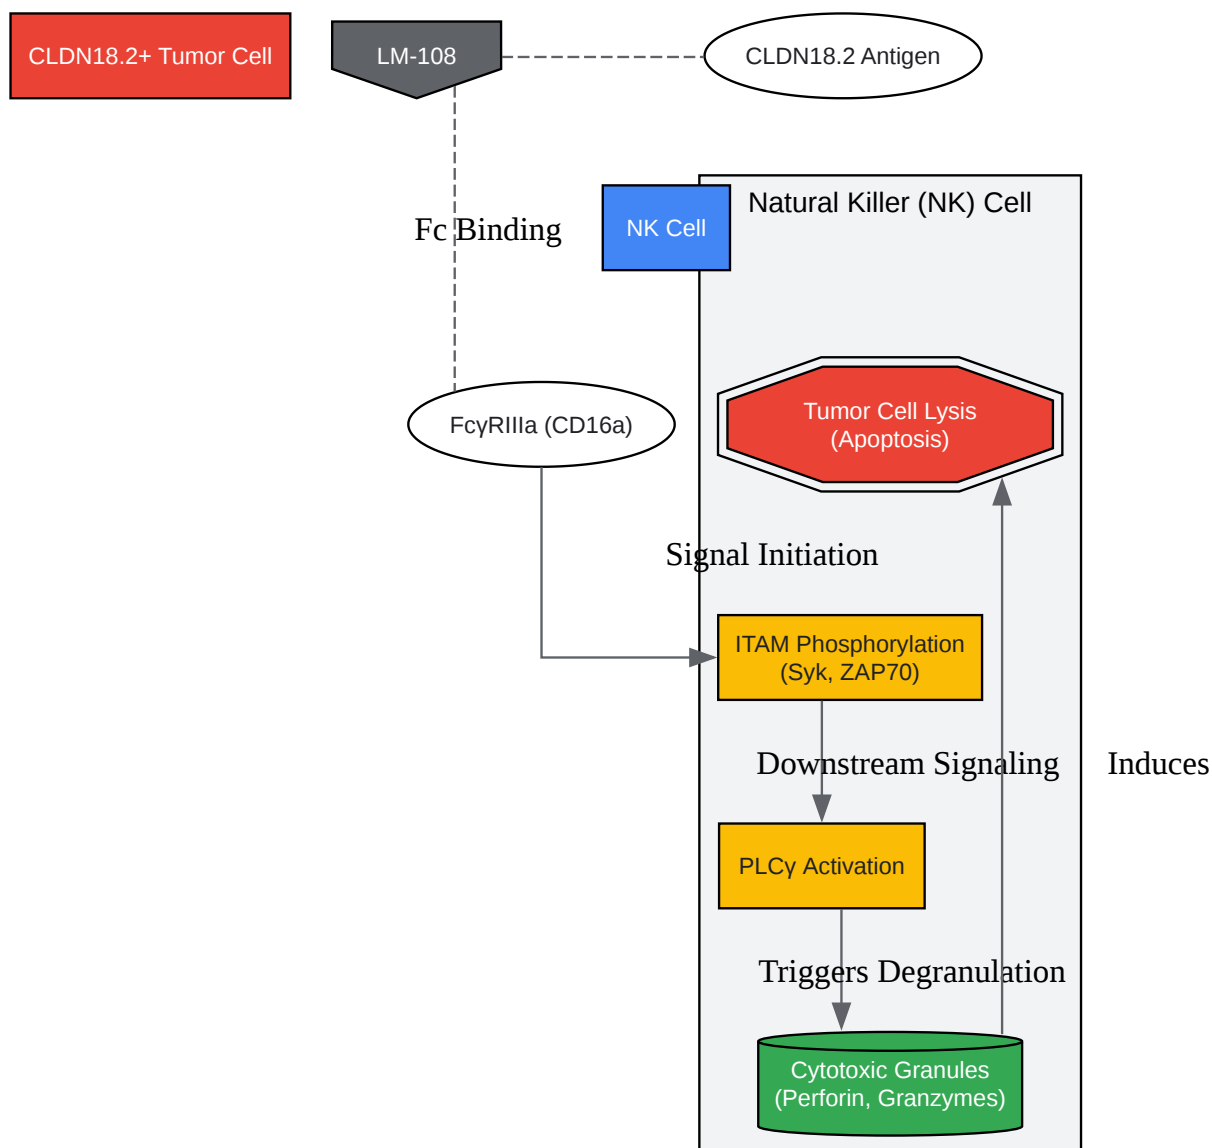 CLDN18.2+ Tumor Cell
LM-108
CLDN18.2 Antigen
Natural Killer (NK) Cell
NK Cell
Fc Binding
Tumor Cell Lysis
(Apoptosis)
FcγRIIIa (CD16a)
Signal Initiation
ITAM Phosphorylation
(Syk, ZAP70)
Downstream Signaling
Induces
PLCγ Activation
Triggers Degranulation
Cytotoxic Granules
(Perforin, Granzymes)